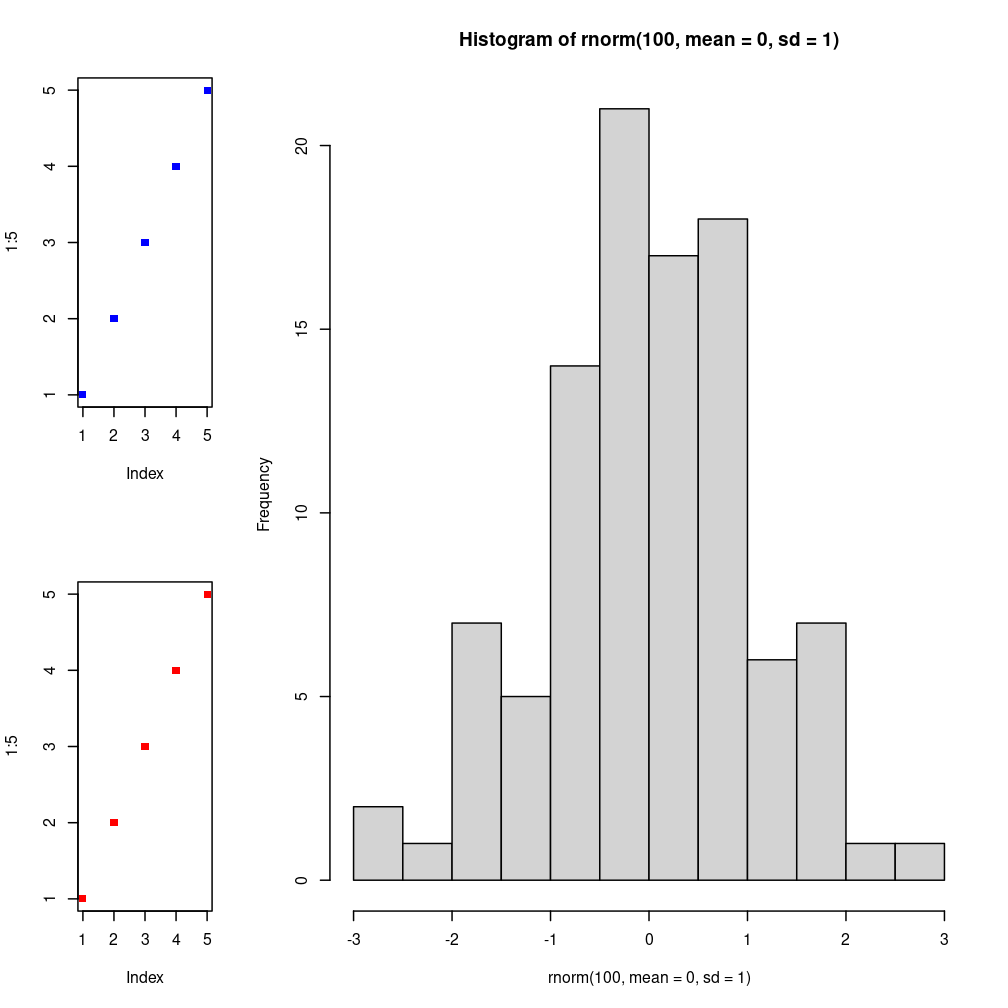 5
4
3
2
1
1:5
1 2 3 4 5
Index
5
4
3
2
1
1:5
1 2 3 4 5
Index
Histogram of rnorm(100, mean = 0, sd = 1)
20
15
10
5
0
Frequency
-3 -2 -1 0 1 2 3
rnorm(100, mean = 0, sd = 1)